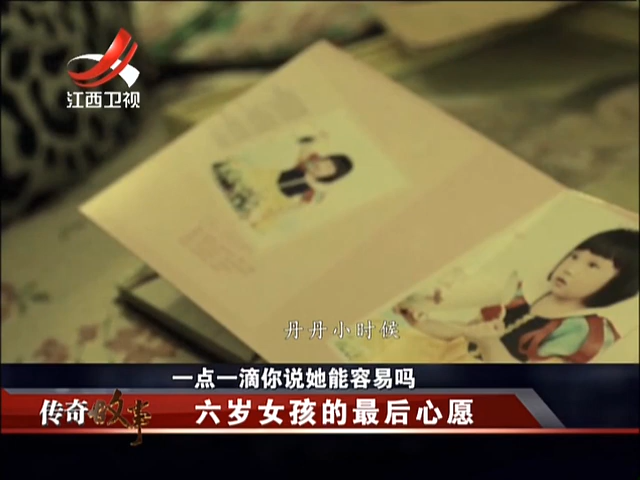 江西卫视
丹丹小时候
一点一滴你说她能容易吗
传奇故事
六岁女孩的最后心愿